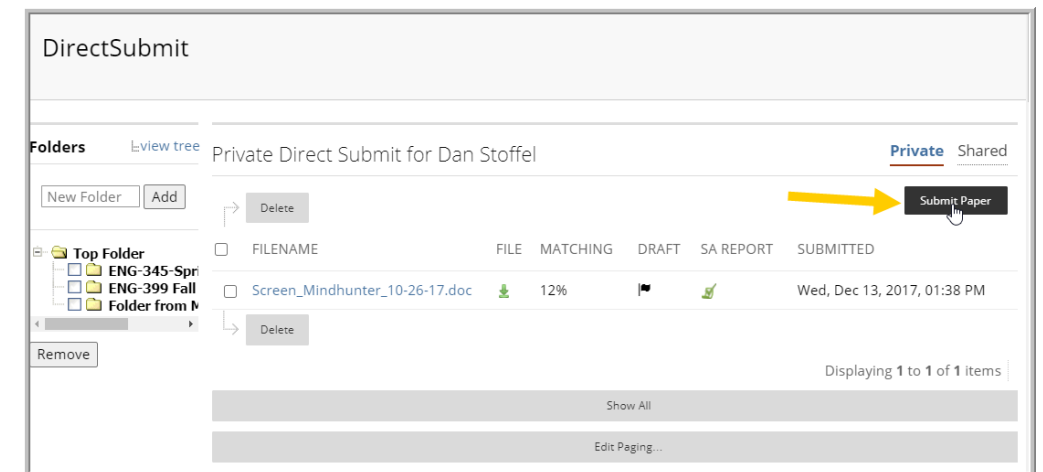 DirectSubmit
Folders view tree
New Folder Add
Top Folder
ENG-345-Spri
ENG-399 Fall
Folder from M
Remove
Private Direct Submit for Dan Stoffel
Private Shared
Delete
Submit Paper
FILENAME FILE MATCHING DRAFT SA REPORT SUBMITTED
Screen_Mindhunter_10-26-17.doc 12% Wed, Dec 13, 2017, 01:38 PM
Delete
Displaying 1 to 1 of 1 items
Show All
Edit Paging...